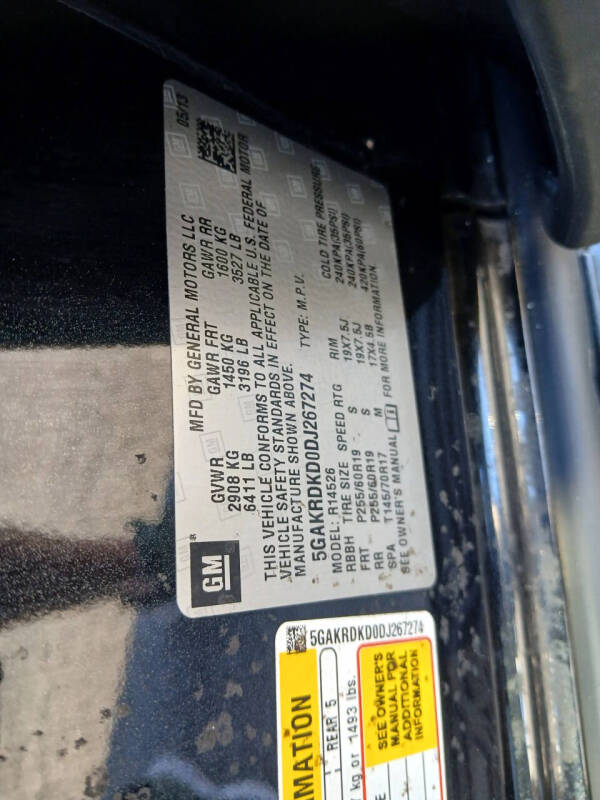 GM
MFD BY GENERAL MOTORS LLC 05/13
GVWR GAWR FRT GAWR RR
2908 KG 1450 KG 1600 KG
6411 LB 3196 LB 3527 LB
THIS VEHICLE CONFORMS TO ALL APPLICABLE U.S. FEDERAL MOTOR
VEHICLE SAFETY STANDARDS IN EFFECT ON THE DATE OF
MANUFACTURE SHOWN ABOVE.
5GAKRDKD0DJ267274 TYPE: M.P.V.
MODEL: R14526
RBBH TIRE SIZE SPEED RTG RIM COLD TIRE PRESSURE
FRT P255/60R19 S 19X7.5J 240KPA(35PSI)
RR P255/60R19 S 19X7.5J 240KPA(35PSI)
SPA T145/70R17 M 17X4.5B 420KPA(60PSI)
SEE OWNER'S MANUAL i FOR MORE INFORMATION
5GAKRDKD0DJ267274
REAR 5
kg or 1493 lbs.
SEE OWNER'S
MANUAL FOR
ADDITIONAL
INFORMATION